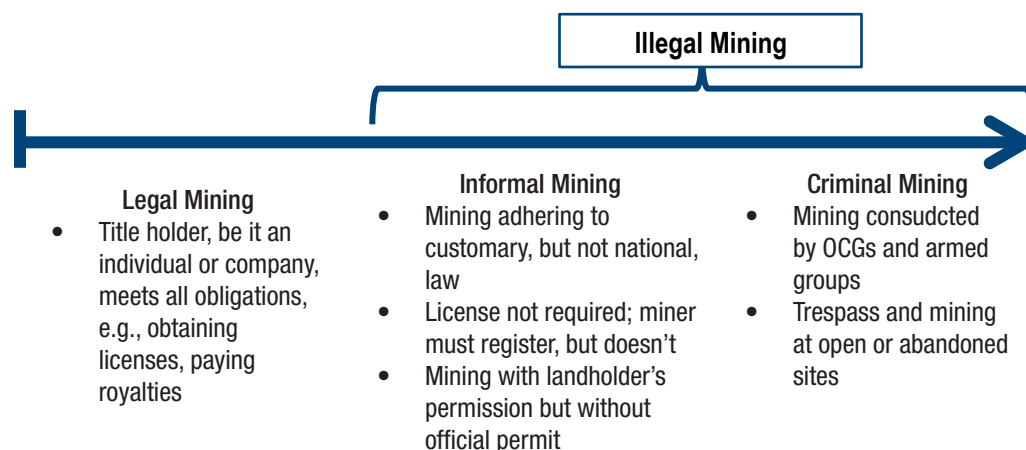 Illegal Mining
Legal Mining
• Title holder, be it an
individual or company,
meets all obligations,
e.g., obtaining
licenses, paying
royalties
Informal Mining
• Mining adhering to
customary, but not national,
law
• License not required; miner
must register, but doesn’t
• Mining with landholder’s
permission but without
official permit
Criminal Mining
• Mining consudcted
by OCGs and armed
groups
• Trespass and mining
at open or abandoned
sites